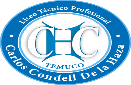 Liceo Técnico Profesional
CHC
TEMUCO
Carlos Condell De la Haza